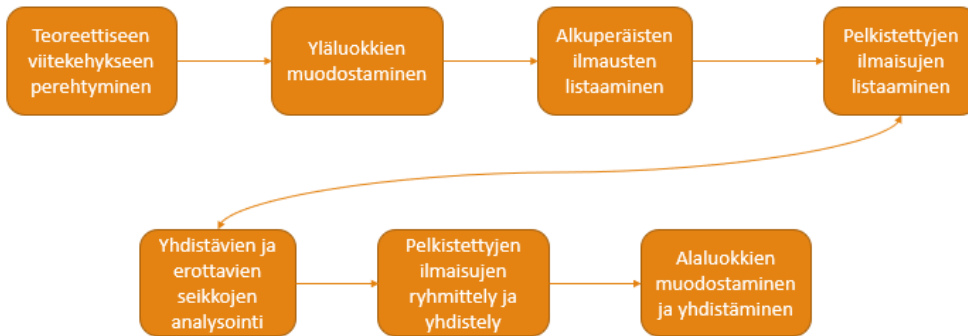 Teoreettiseen
viitekehykseen
perehtyminen
Yläluokkien
muodostaminen
Alkuperäisten
ilmausten
listaaminen
Pelkistettyjen
ilmaisujen
listaaminen
Yhdistävien ja
erottavien
seikkojen
analysointi
Pelkistettyjen
ilmaisujen
ryhmittely ja
yhdistely
Alaluokkien
muodostaminen
ja yhdistäminen